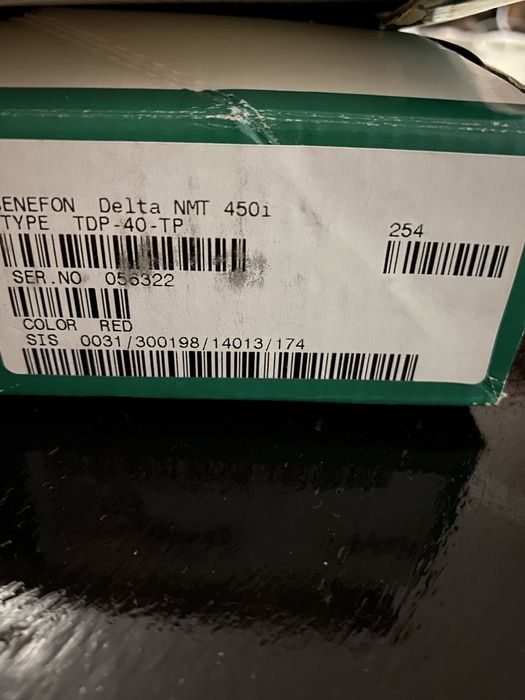 BENEFON Delta NMT 450i
TYPE TDP-40-TP
254
SER.NO 056322
COLOR RED
SIS 0031/300198/14013/174